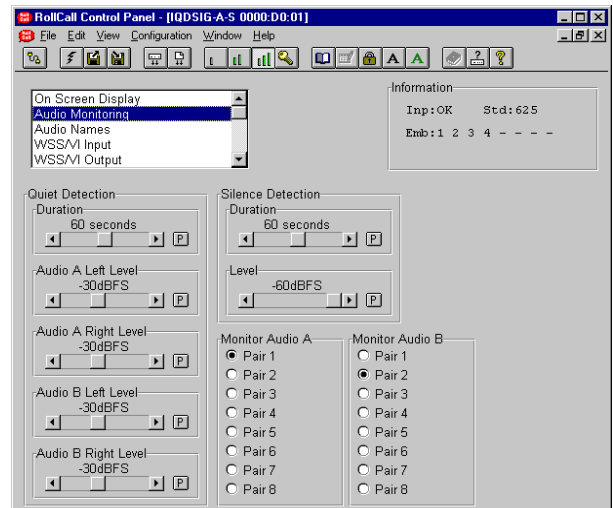 RollCall Control Panel - [IQDSIG-A-S 0000:D0:01]
File Edit View Configuration Window Help
On Screen Display
Audio Monitoring
Audio Names
WSS/VI Input
WSS/VI Output
Information
Inp:OK Std:625
Emb:1 2 3 4 - - - -
Quiet Detection
Duration
60 seconds
P
Audio A Left Level
-30dBFS
P
Audio A Right Level
-30dBFS
P
Audio B Left Level
-30dBFS
P
Audio B Right Level
-30dBFS
P
Silence Detection
Duration
60 seconds
P
Level
-60dBFS
P
Monitor Audio A
Pair 1
Pair 2
Pair 3
Pair 4
Pair 5
Pair 6
Pair 7
Pair 8
Monitor Audio B
Pair 1
Pair 2
Pair 3
Pair 4
Pair 5
Pair 6
Pair 7
Pair 8